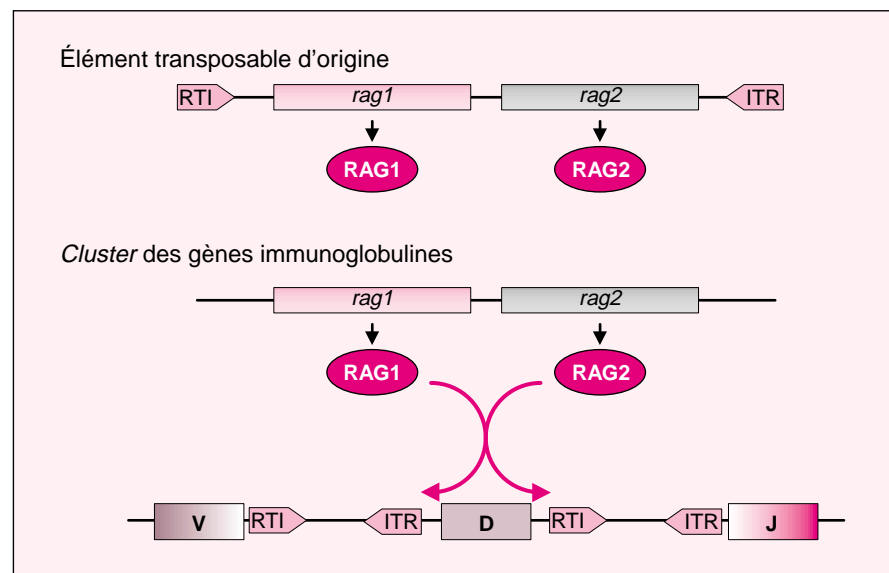 Élément transposable d'origine
RTI rag1 rag2 ITR
RAG1 RAG2
Cluster des gènes immunoglobulines
rag1 rag2
RAG1 RAG2
V RTI ITR D RTI ITR J